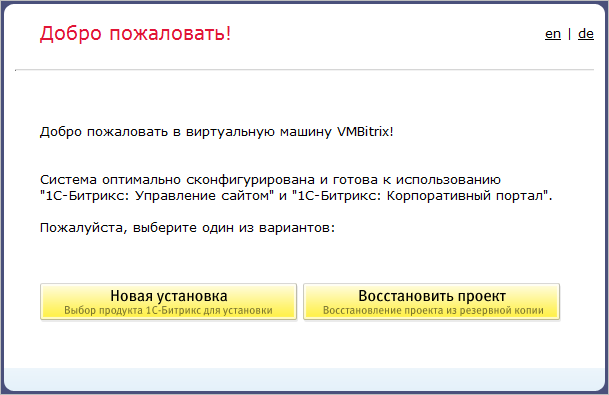 Добро пожаловать!
en | de
Добро пожаловать в виртуальную машину VMBitrix!
Система оптимально сконфигурирована и готова к использованию
"1С-Битрикс: Управление сайтом" и "1С-Битрикс: Корпоративный портал".
Пожалуйста, выберите один из вариантов:
Новая установка
Выбор продукта 1С-Битрикс для установки
Восстановить проект
Восстановление проекта из резервной копии